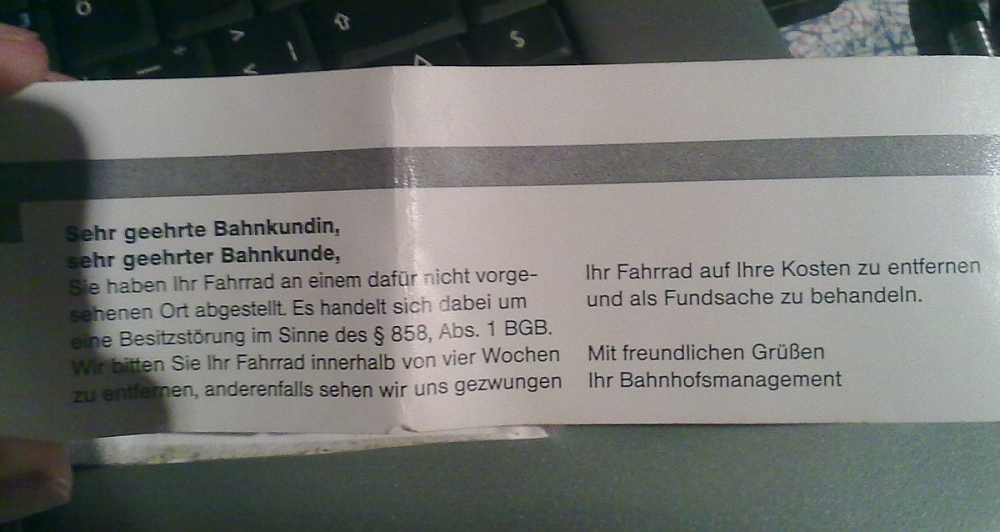 Sehr geehrte Bahnkundin,
sehr geehrter Bahnkunde,
Sie haben Ihr Fahrrad an einem dafür nicht vorge-
sehenen Ort abgestellt. Es handelt sich dabei um
eine Besitzstörung im Sinne des § 858, Abs. 1 BGB.
Wir bitten Sie Ihr Fahrrad innerhalb von vier Wochen
zu entfernen, anderenfalls sehen wir uns gezwungen
Ihr Fahrrad auf Ihre Kosten zu entfernen
und als Fundsache zu behandeln.
Mit freundlichen Grüßen
Ihr Bahnhofsmanagement